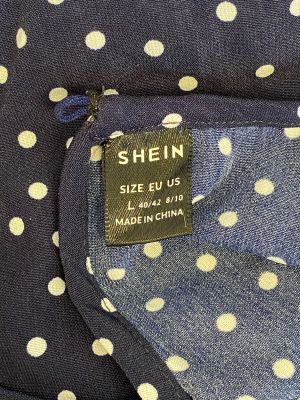 SHEIN
SIZE EU US
L 40/42 8/10
MADE IN CHINA